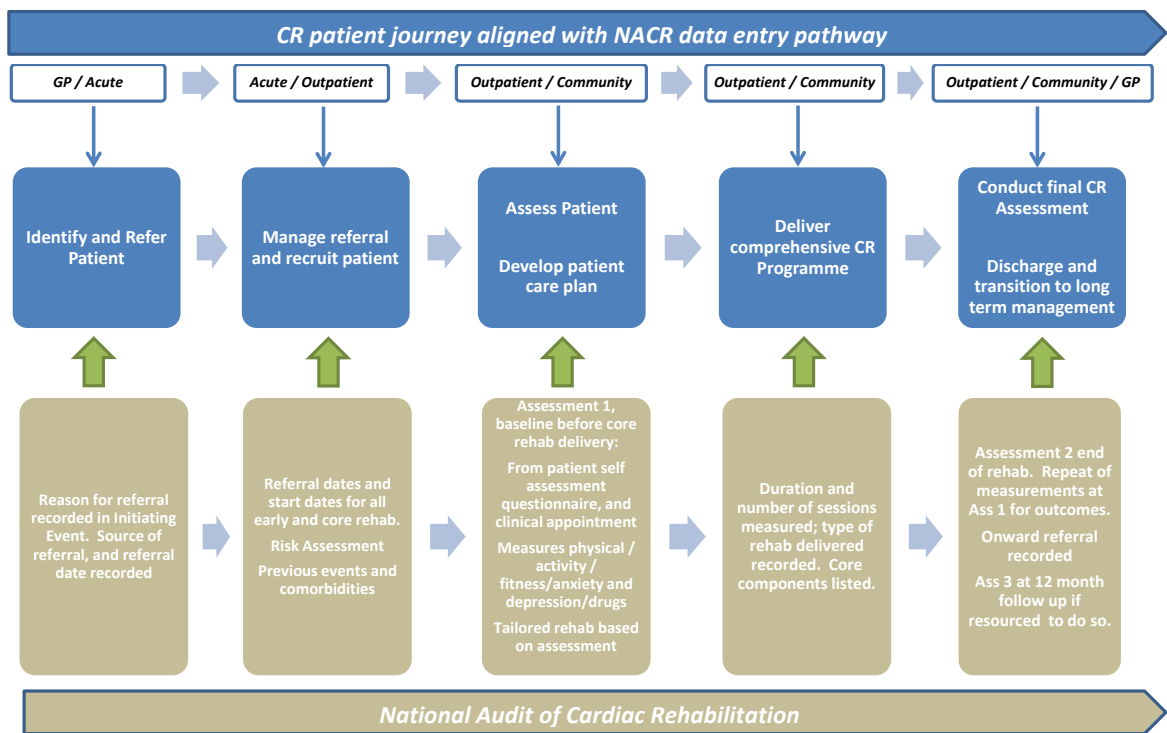 CR patient journey aligned with NACR data entry pathway
GP / Acute
Acute / Outpatient
Outpatient / Community
Outpatient / Community
Outpatient / Community / GP
Identify and Refer
Patient
Manage referral
and recruit patient
Assess Patient
Develop patient
care plan
Deliver
comprehensive CR
Programme
Conduct final CR
Assessment
Discharge and
transition to long
term management
Reason for referral
recorded in Initiating
Event. Source of
referral, and referral
date recorded
Referral dates and
start dates for all
early and core rehab.
Risk Assessment
Previous events and
comorbidities
Assessment 1,
baseline before core
rehab delivery:
From patient self
assessment
questionnaire, and
clinical appointment
Measures physical /
activity /
fitness/anxiety and
depression/drugs
Tailored rehab based
on assessment
Duration and
number of sessions
measured; type of
rehab delivered
recorded. Core
components listed.
Assessment 2 end
of rehab. Repeat of
measurements at
Ass 1 for outcomes.
Onward referral
recorded
Ass 3 at 12 month
follow up if
resourced to do so.
National Audit of Cardiac Rehabilitation